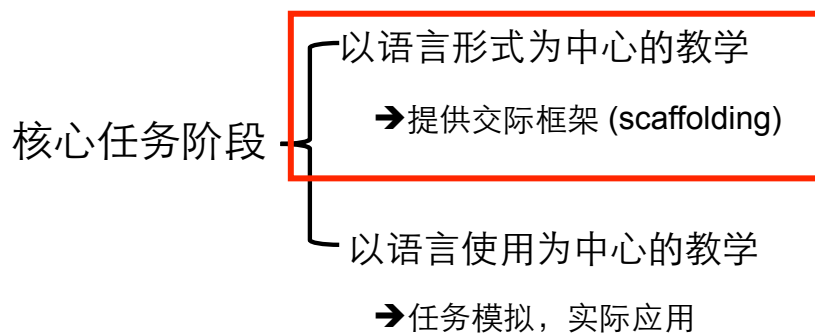 以语言形式为中心的教学
➔提供交际框架 (scaffolding)
核心任务阶段
以语言使用为中心的教学
➔任务模拟，实际应用